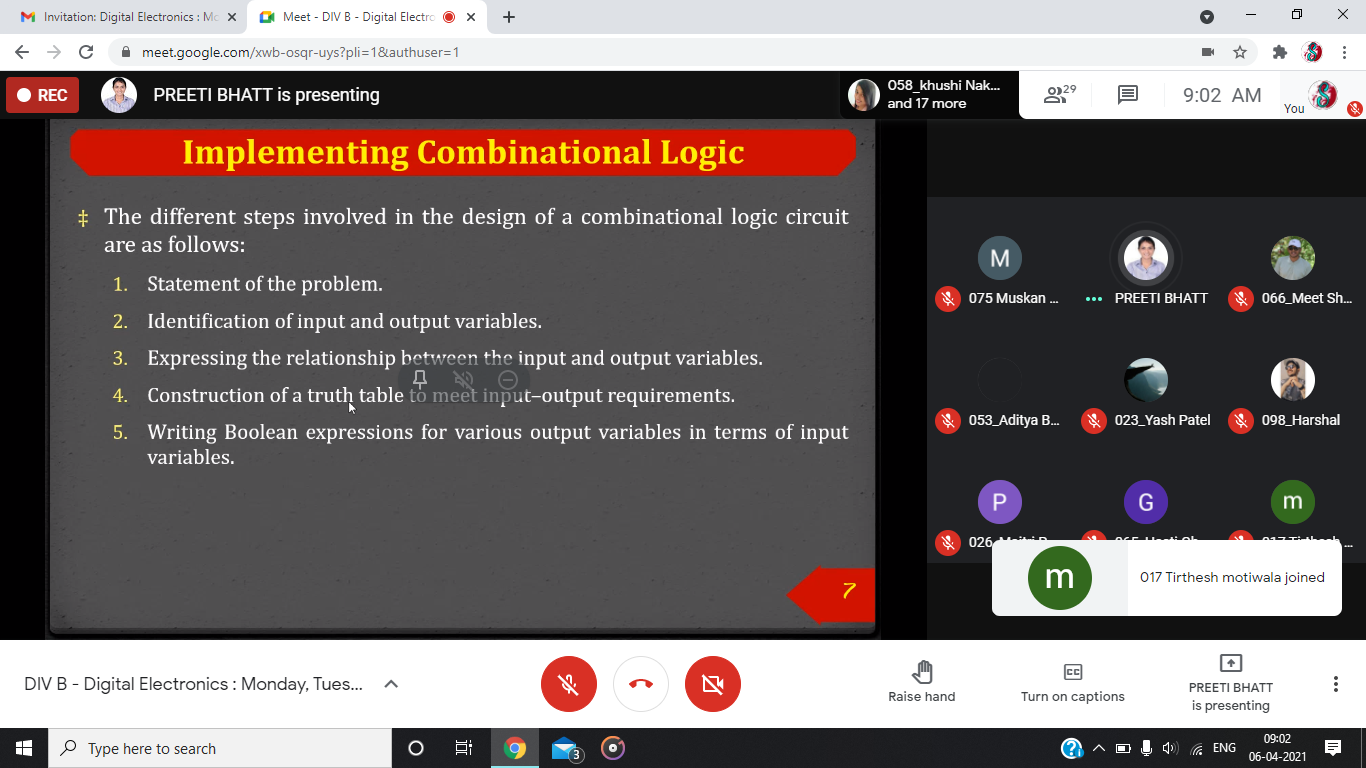 Invitation: Digital Electronics : Mo
Meet - DIV B - Digital Electro
meet.google.com/xwb-osqr-uys?pli=1&authuser=1
REC
PREETI BHATT is presenting
058_khushi Nak...
and 17 more
29
9:02 AM
You
Implementing Combinational Logic
‡ The different steps involved in the design of a combinational logic circuit
are as follows:
1. Statement of the problem.
2. Identification of input and output variables.
3. Expressing the relationship between the input and output variables.
4. Construction of a truth table to meet input–output requirements.
5. Writing Boolean expressions for various output variables in terms of input
variables.
7
M
075 Muskan ...
PREETI BHATT
066_Meet Sh...
053_Aditya B...
023_Yash Patel
098_Harshal
P
G
m
m
017 Tirthesh motiwala joined
DIV B - Digital Electronics : Monday, Tues...
Raise hand
Turn on captions
PREETI BHATT
is presenting
Type here to search
3
ENG
09:02
06-04-2021